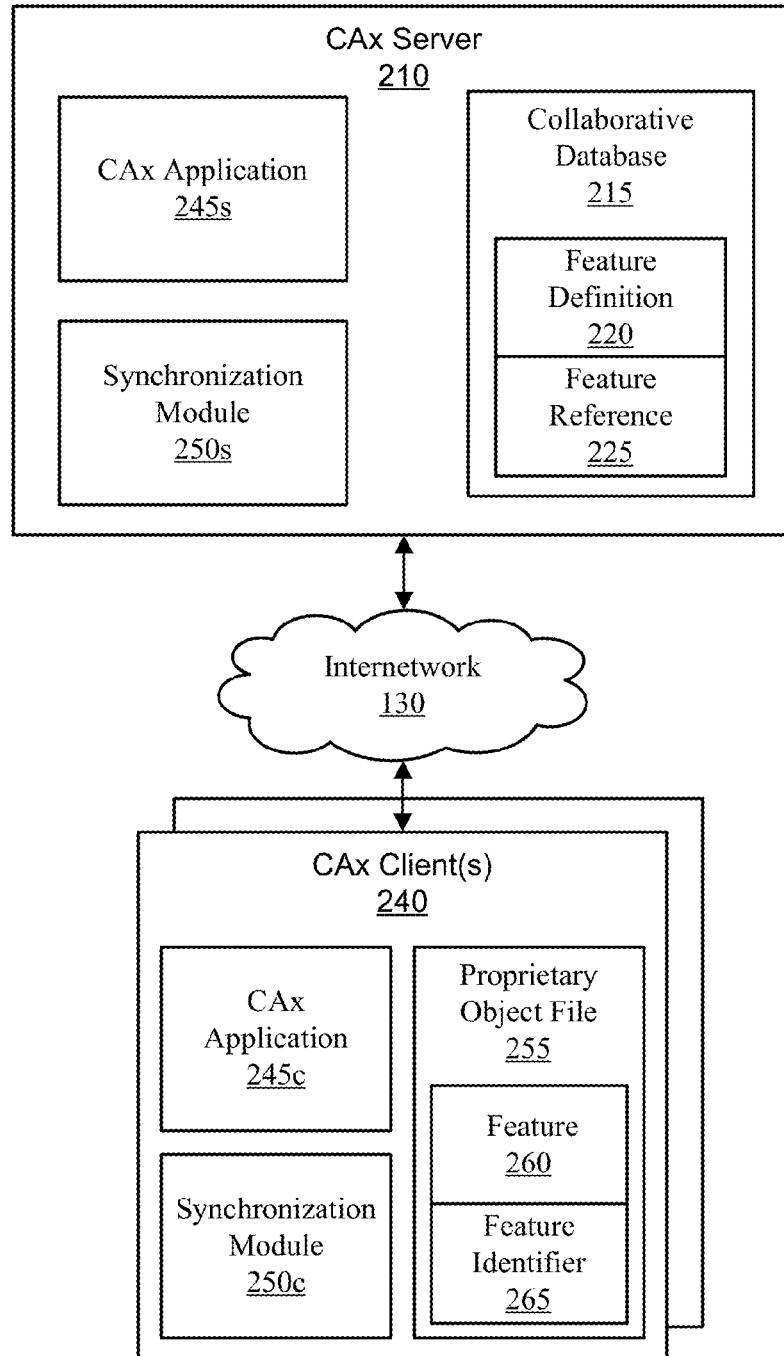 CAx Server
210
CAx Application
245s
Collaborative
Database
215
Feature
Definition
220
Feature
Reference
225
Synchronization
Module
250s
Internetwork
130
CAx Client(s)
240
CAx
Application
245c
Proprietary
Object File
255
Feature
260
Feature
Identifier
265
Synchronization
Module
250c